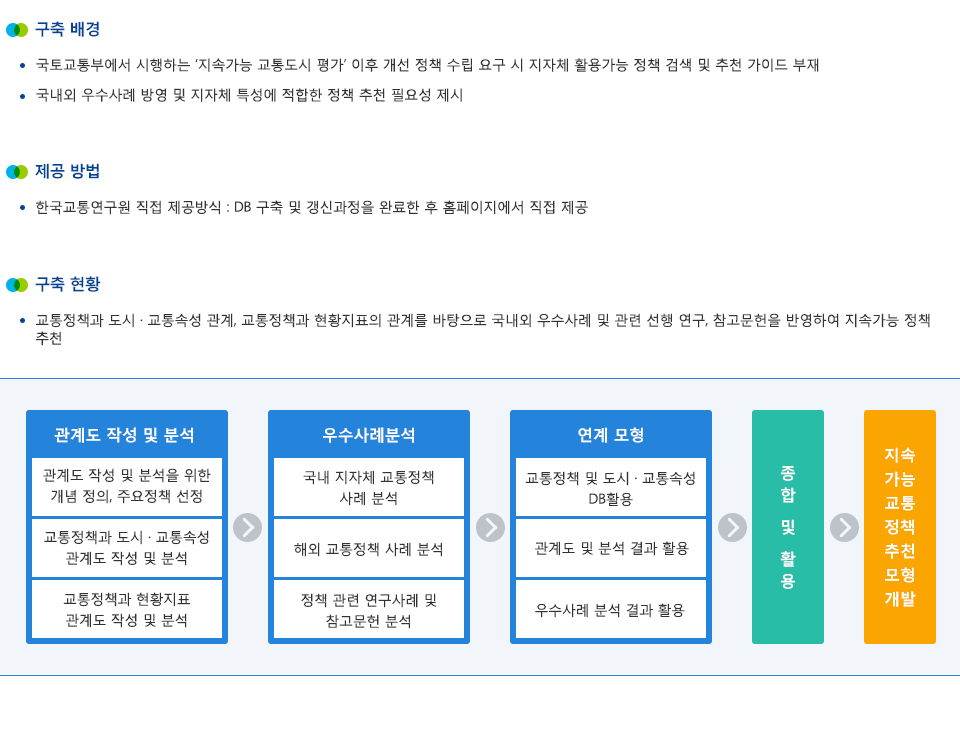 구축 배경
국토교통부에서 시행하는 '지속가능 교통도시 평가' 이후 개선 정책 수립 요구 시 지자체 활용가능 정책 검색 및 추천 가이드 부재
국내외 우수사례 방영 및 지자체 특성에 적합한 정책 추천 필요성 제시
제공 방법
한국교통연구원 직접 제공방식 : DB 구축 및 갱신과정을 완료한 후 홈페이지에서 직접 제공
구축 현황
교통정책과 도시 · 교통속성 관계, 교통정책과 현황지표의 관계를 바탕으로 국내외 우수사례 및 관련 선행 연구, 참고문헌을 반영하여 지속가능 정책
추천
관계도 작성 및 분석
관계도 작성 및 분석을 위한
개념 정의, 주요정책 선정
교통정책과 도시 · 교통속성
관계도 작성 및 분석
교통정책과 현황지표
관계도 작성 및 분석
우수사례분석
국내 지자체 교통정책
사례 분석
해외 교통정책 사례 분석
정책 관련 연구사례 및
참고문헌 분석
연계 모형
교통정책 및 도시 · 교통속성
DB활용
관계도 및 분석 결과 활용
우수사례 분석 결과 활용
종
합
및
활
용
지속
가능
교통
정책
추천
모형
개발